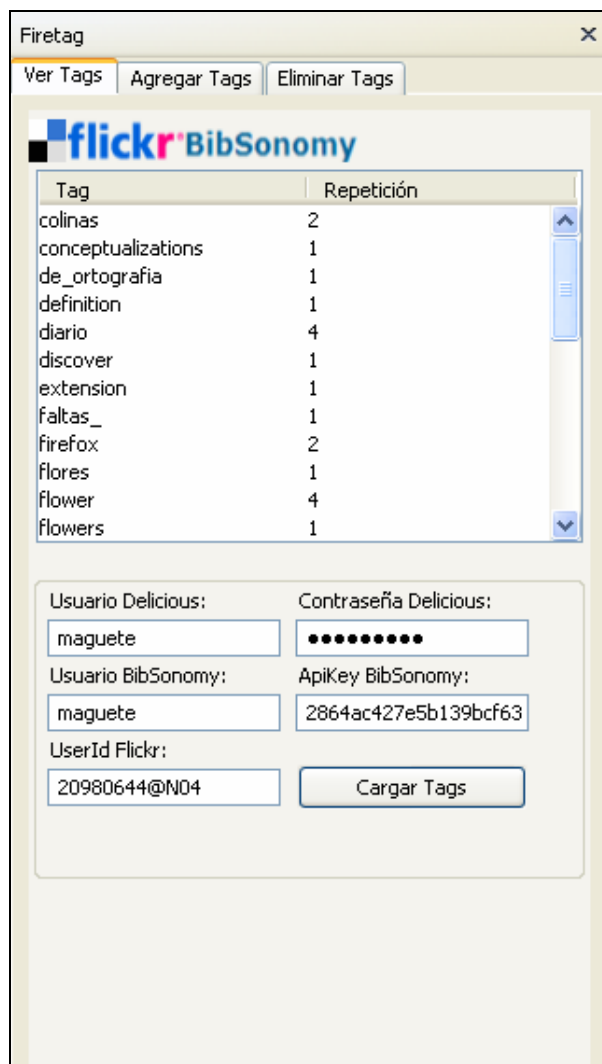 Firetag
Ver Tags Agregar Tags Eliminar Tags
flickr BibSonomy
Tag Repetición
colinas 2
conceptualizations 1
de_ortografia 1
definition 1
diario 4
discover 1
extension 1
faltas_ 1
firefox 2
flores 1
flower 4
flowers 1
Usuario Delicious: Contraseña Delicious:
maguete ●●●●●●●●●
Usuario BibSonomy: ApiKey BibSonomy:
maguete 2864ac427e5b139bcf63
UserId Flickr:
20980644@N04 Cargar Tags